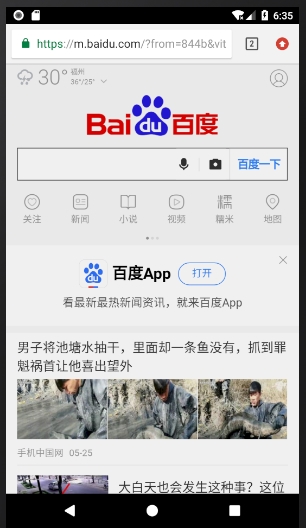 6:35
https://m.baidu.com/?from=844b&vit
2
30° 福州
36°/25°
Bai du 百度
百度一下
关注 新闻 小说 视频 糯米 地图
百度App 打开
看最新最热新闻资讯，就来百度App
男子将池塘水抽干，里面却一条鱼没有，抓到罪
魁祸首让他喜出望外
手机中国网 05-25
大白天也会发生这种事？这位